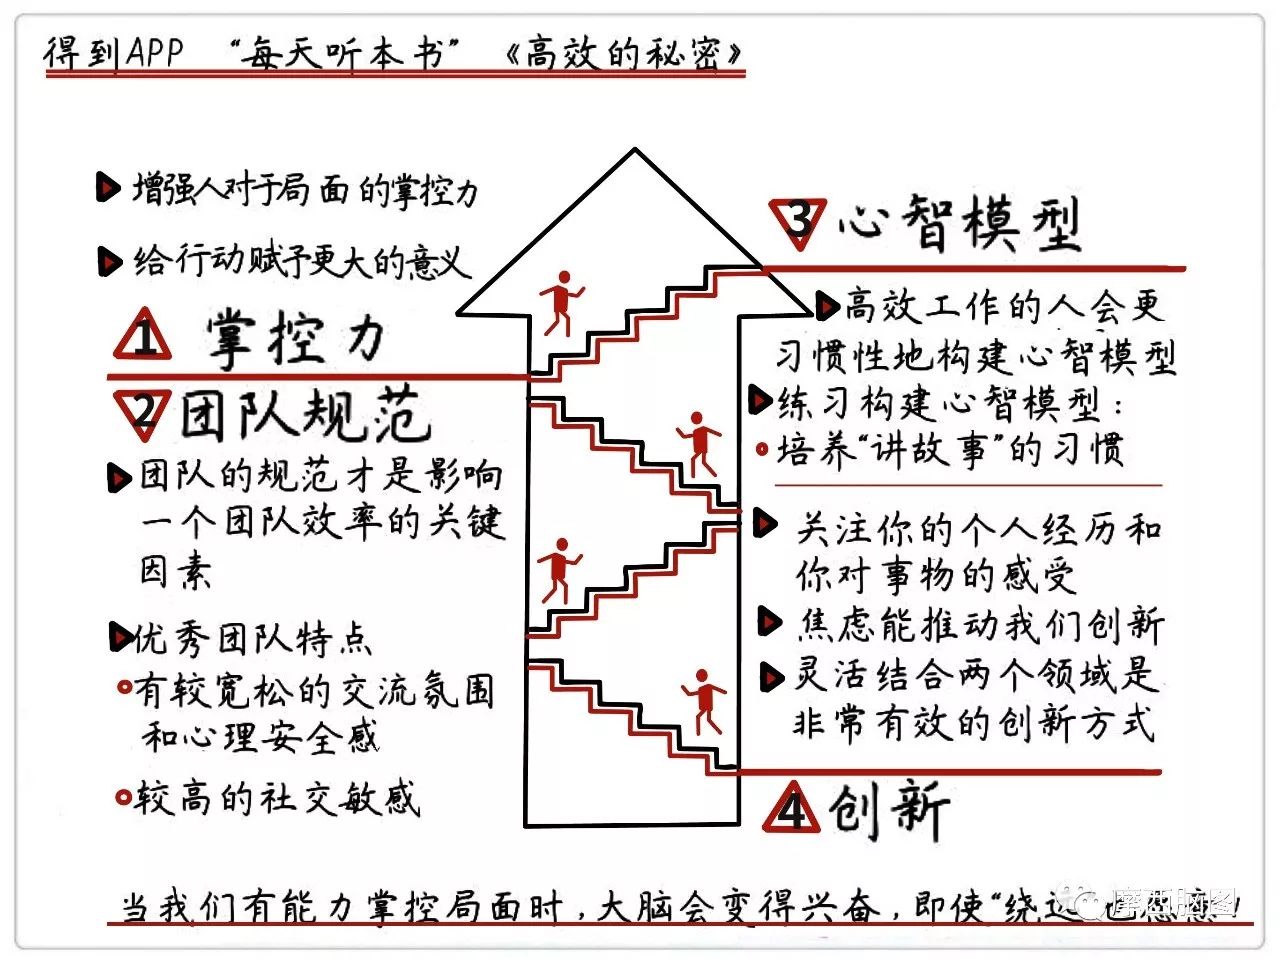 得到APP “每天听本书” 《高效的秘密》
增强人对于局面的掌控力
给行动赋予更大的意义
1 掌控力
2 团队规范
团队的规范才是影响
一个团队效率的关键
因素
优秀团队特点
有较宽松的交流氛围
和心理安全感
较高的社交敏感
3 心智模型
高效工作的人会更
习惯性地构建心智模型
练习构建心智模型：
培养“讲故事”的习惯
关注你的个人经历和
你对事物的感受
焦虑能推动我们创新
灵活结合两个领域是
非常有效的创新方式
4 创新
当我们有能力掌控局面时，大脑会变得兴奋，即使“绕远”也愿意！
摩西脑图